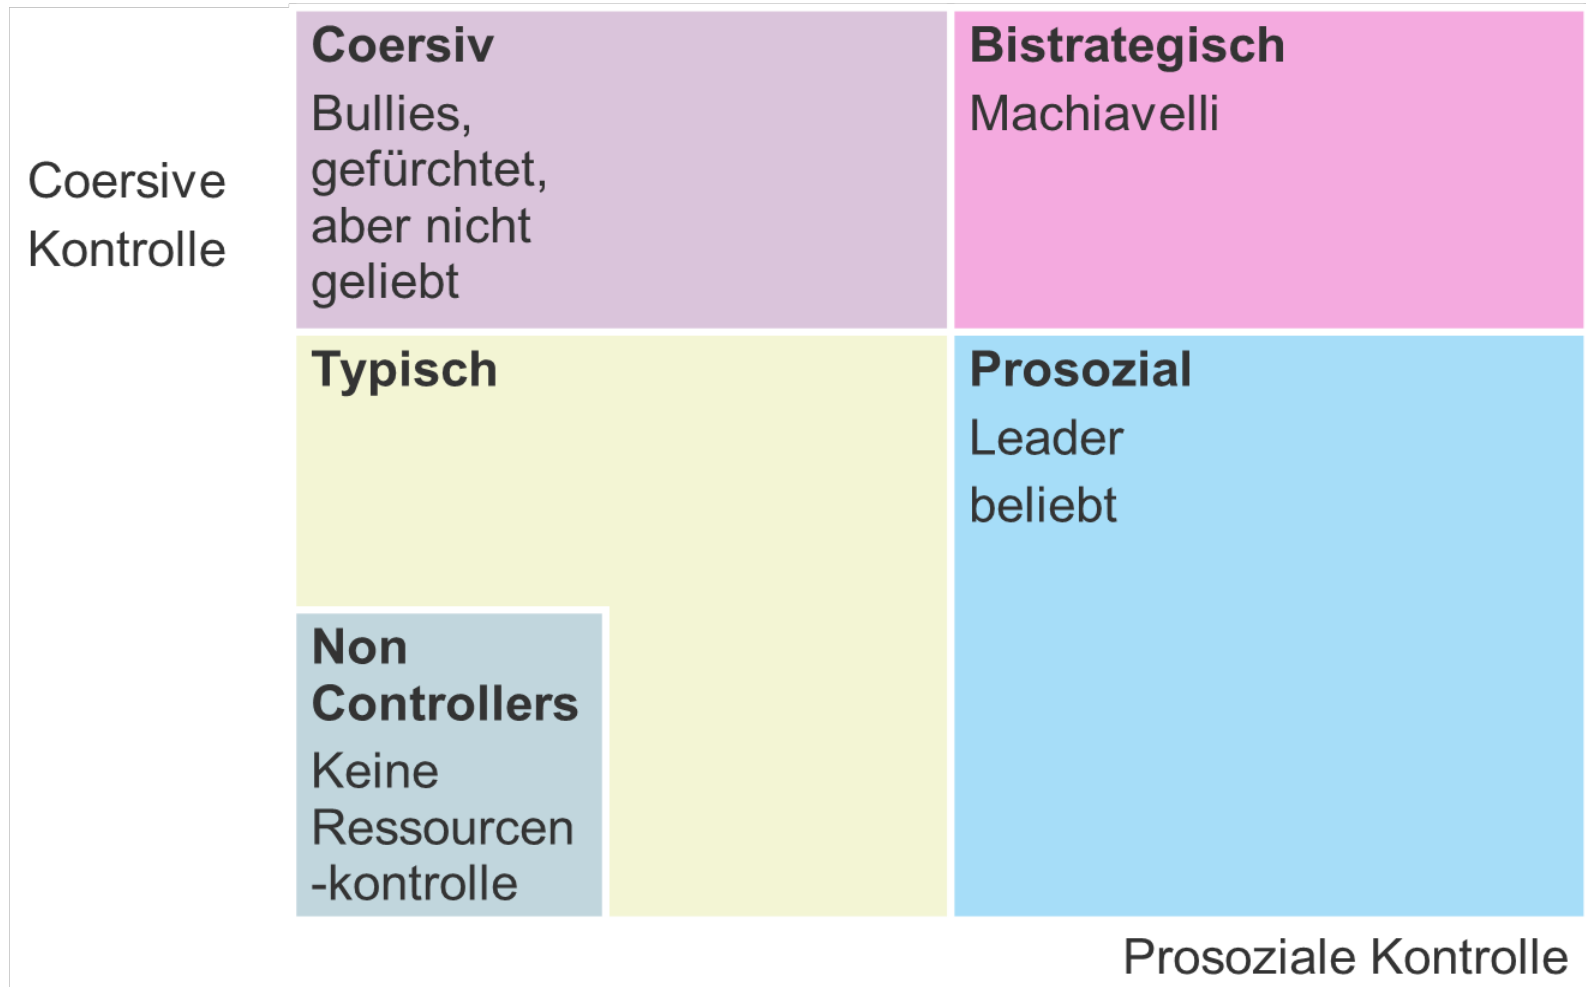 Coersive
Kontrolle
Coersiv
Bullies,
gefürchtet,
aber nicht
geliebt
Bistrategisch
Machiavelli
Typisch
Prosozial
Leader
beliebt
Non
Controllers
Keine
Ressourcen
-kontrolle
Prosoziale Kontrolle